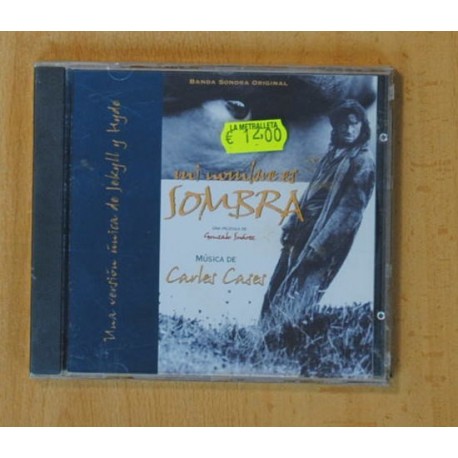 Una versión única de Jekyll y Hyde
BANDA SONORA ORIGINAL
LA METRALLETA
€ 12,00
mi nombre es
SOMBRA
UNA PELÍCULA DE
Gonzalo Suárez
MÚSICA DE
Carles Cases